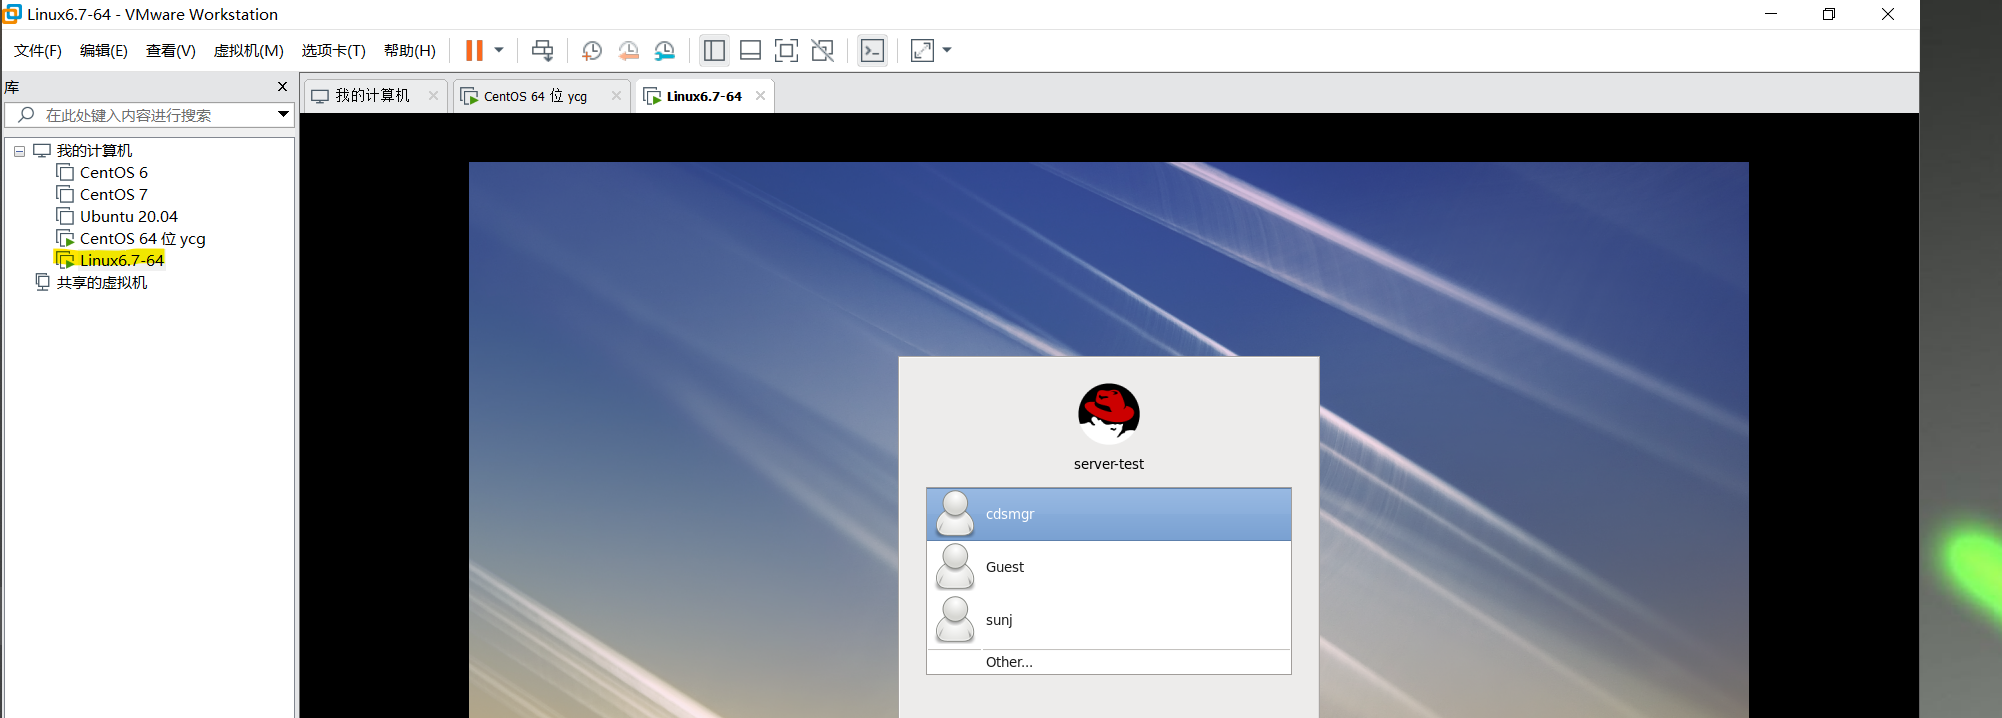 Linux6.7-64 - VMware Workstation
文件(F) 编辑(E) 查看(V) 虚拟机(M) 选项卡(T) 帮助(H)
库
在此处键入内容进行搜索
我的计算机
CentOS 6
CentOS 7
Ubuntu 20.04
CentOS 64 位 ycg
Linux6.7-64
共享的虚拟机
我的计算机 CentOS 64 位 ycg Linux6.7-64
server-test
cdsmgr
Guest
sunj
Other...